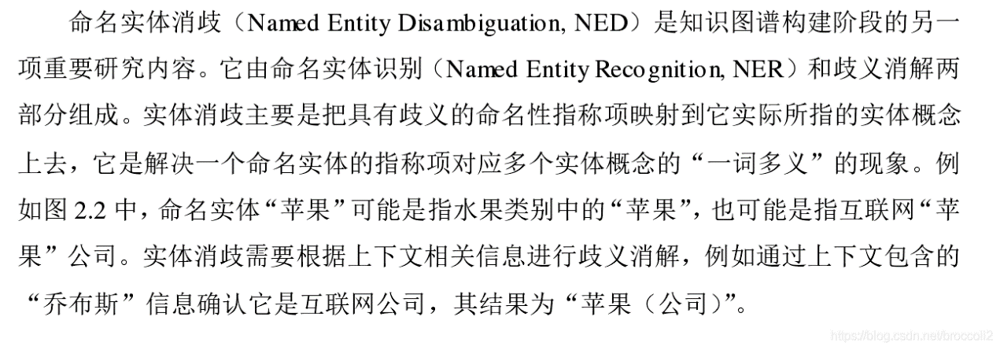 命名实体消歧（Named Entity Disambiguation, NED）是知识图谱构建阶段的另一
项重要研究内容。它由命名实体识别（Named Entity Recognition, NER）和歧义消解两
部分组成。实体消歧主要是把具有歧义的命名性指称项映射到它实际所指的实体概念
上去，它是解决一个命名实体的指称项对应多个实体概念的“一词多义”的现象。例
如图 2.2 中，命名实体“苹果”可能是指水果类别中的“苹果”，也可能是指互联网“苹
果”公司。实体消歧需要根据上下文相关信息进行歧义消解，例如通过上下文包含的
“乔布斯”信息确认它是互联网公司，其结果为“苹果（公司）”。
https://blog.csdn.net/broccoli2